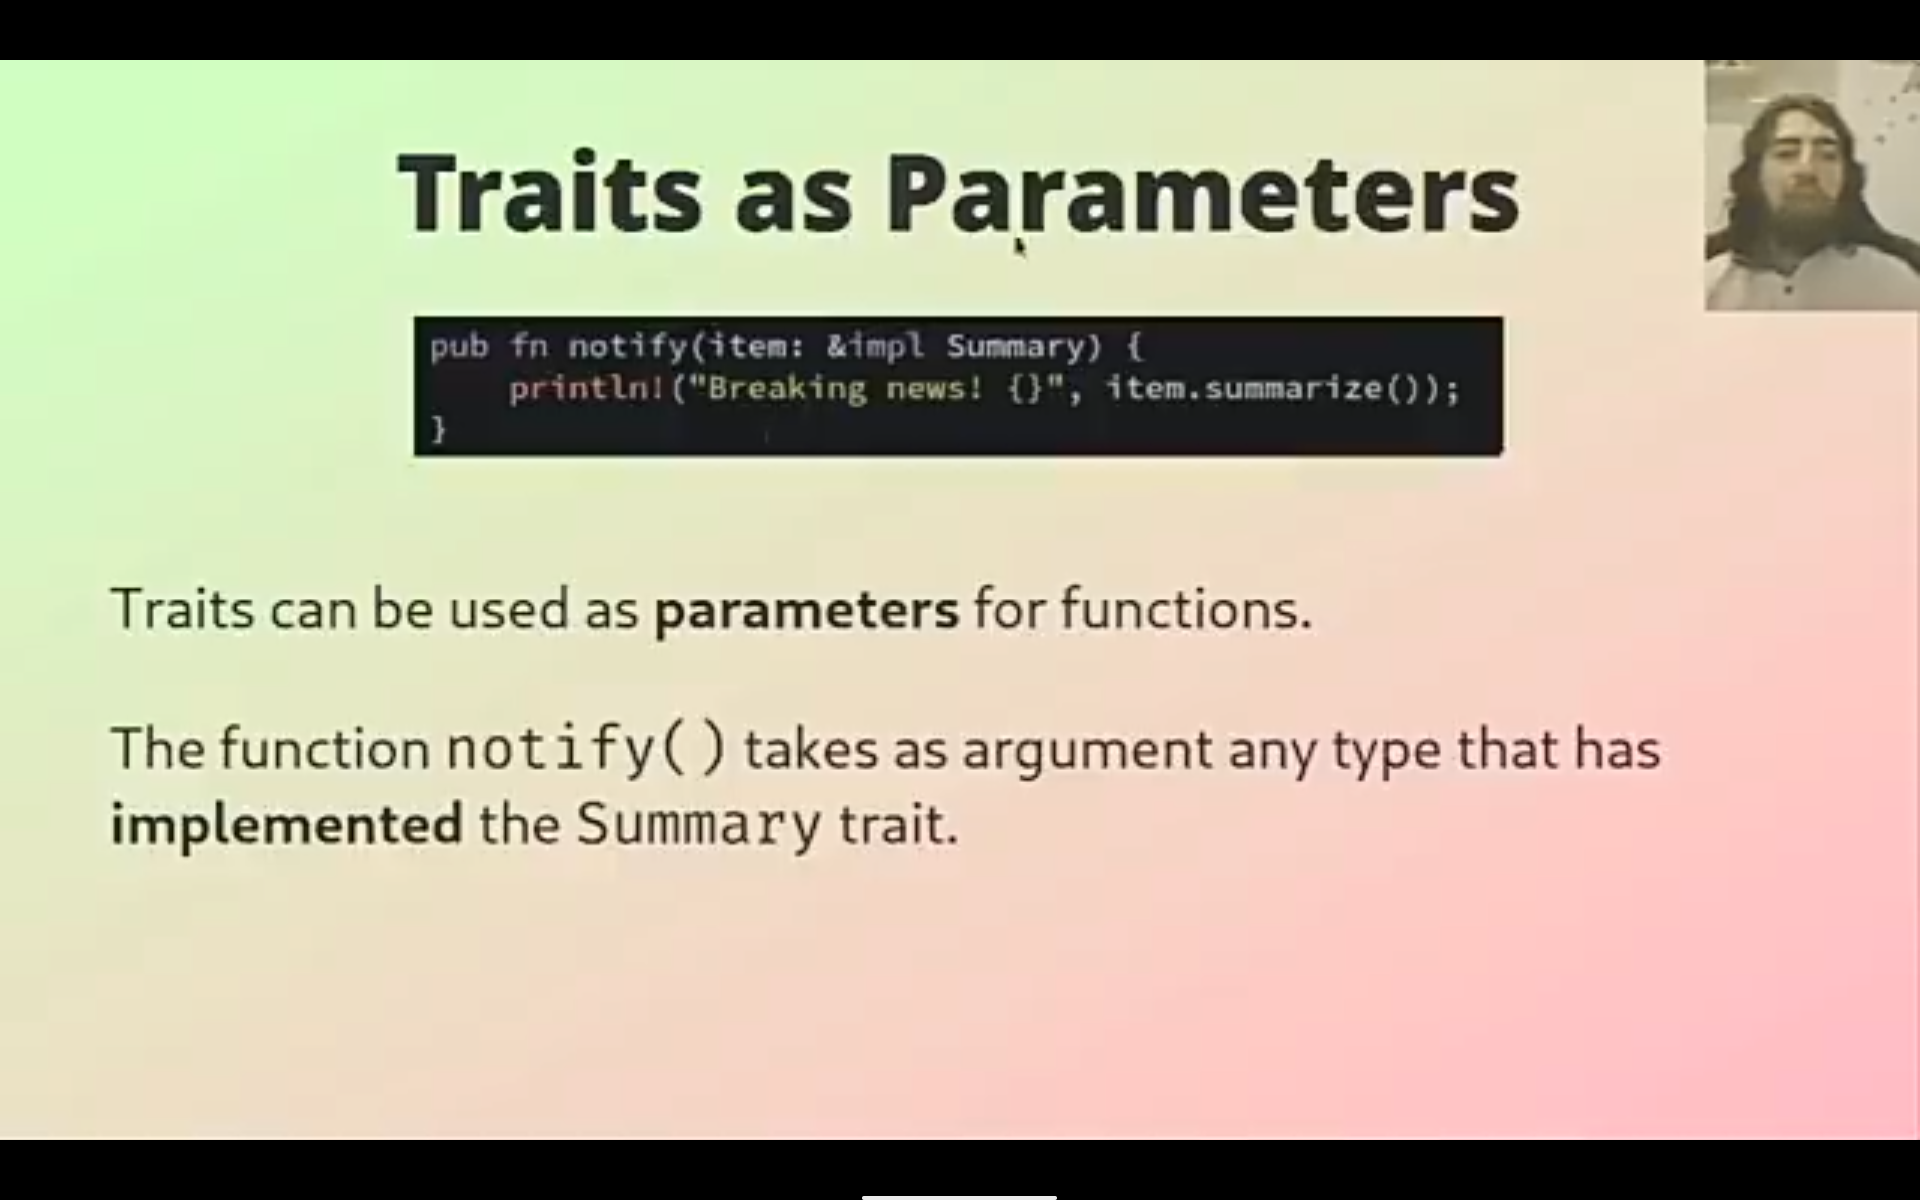 Traits as Parameters
pub fn notify(item: &impl Summary) {
    println!("Breaking news! {}", item.summarize());
}
Traits can be used as parameters for functions.
The function notify() takes as argument any type that has
implemented the Summary trait.